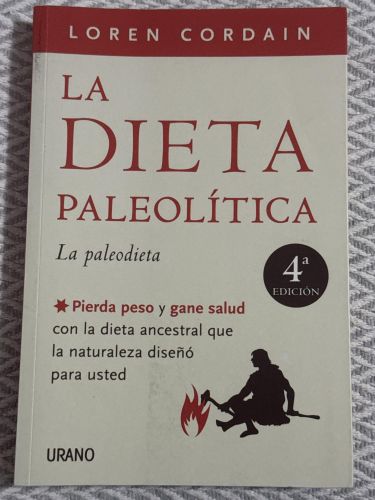 LOREN CORDAIN
LA
DIETA
PALEOLÍTICA
La paleodieta
4ª
EDICIÓN
Pierda peso y gane salud
con la dieta ancestral que
la naturaleza diseñó
para usted
URANO